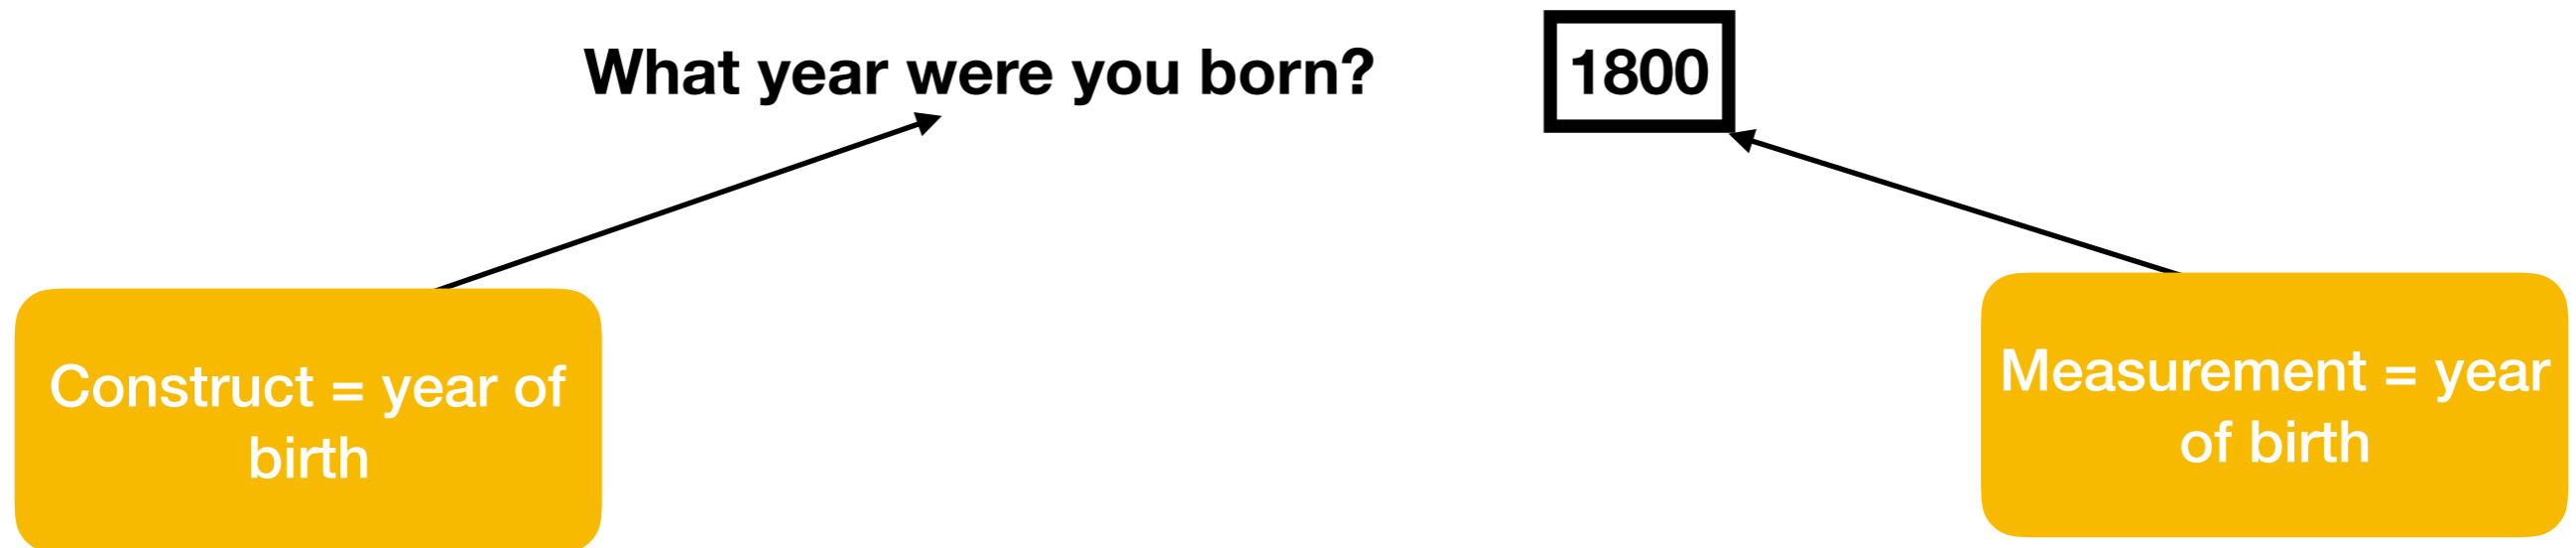 What year were you born?
1800
Construct = year of
birth
Measurement = year
of birth